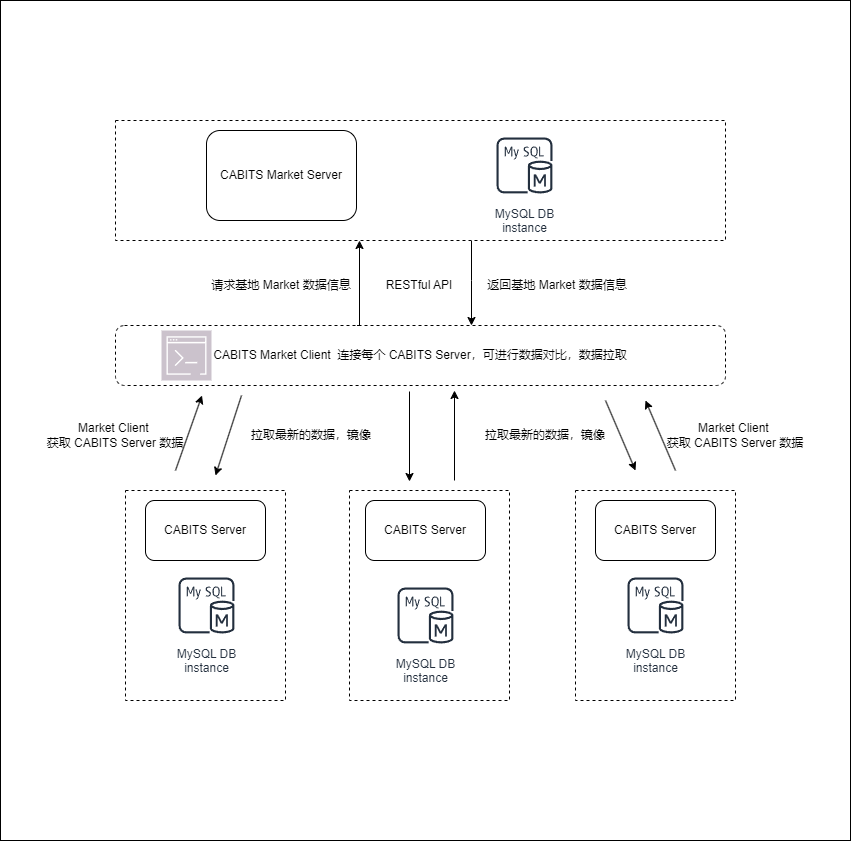 CABITS Market Server
My SQL
M
MySQL DB
instance
请求基地 Market 数据信息
RESTful API
返回基地 Market 数据信息
CABITS Market Client 连接每个 CABITS Server，可进行数据对比，数据拉取
Market Client
获取 CABITS Server 数据
拉取最新的数据，镜像
拉取最新的数据，镜像
Market Client
获取 CABITS Server 数据
CABITS Server
My SQL
M
MySQL DB
instance
CABITS Server
My SQL
M
MySQL DB
instance
CABITS Server
My SQL
M
MySQL DB
instance